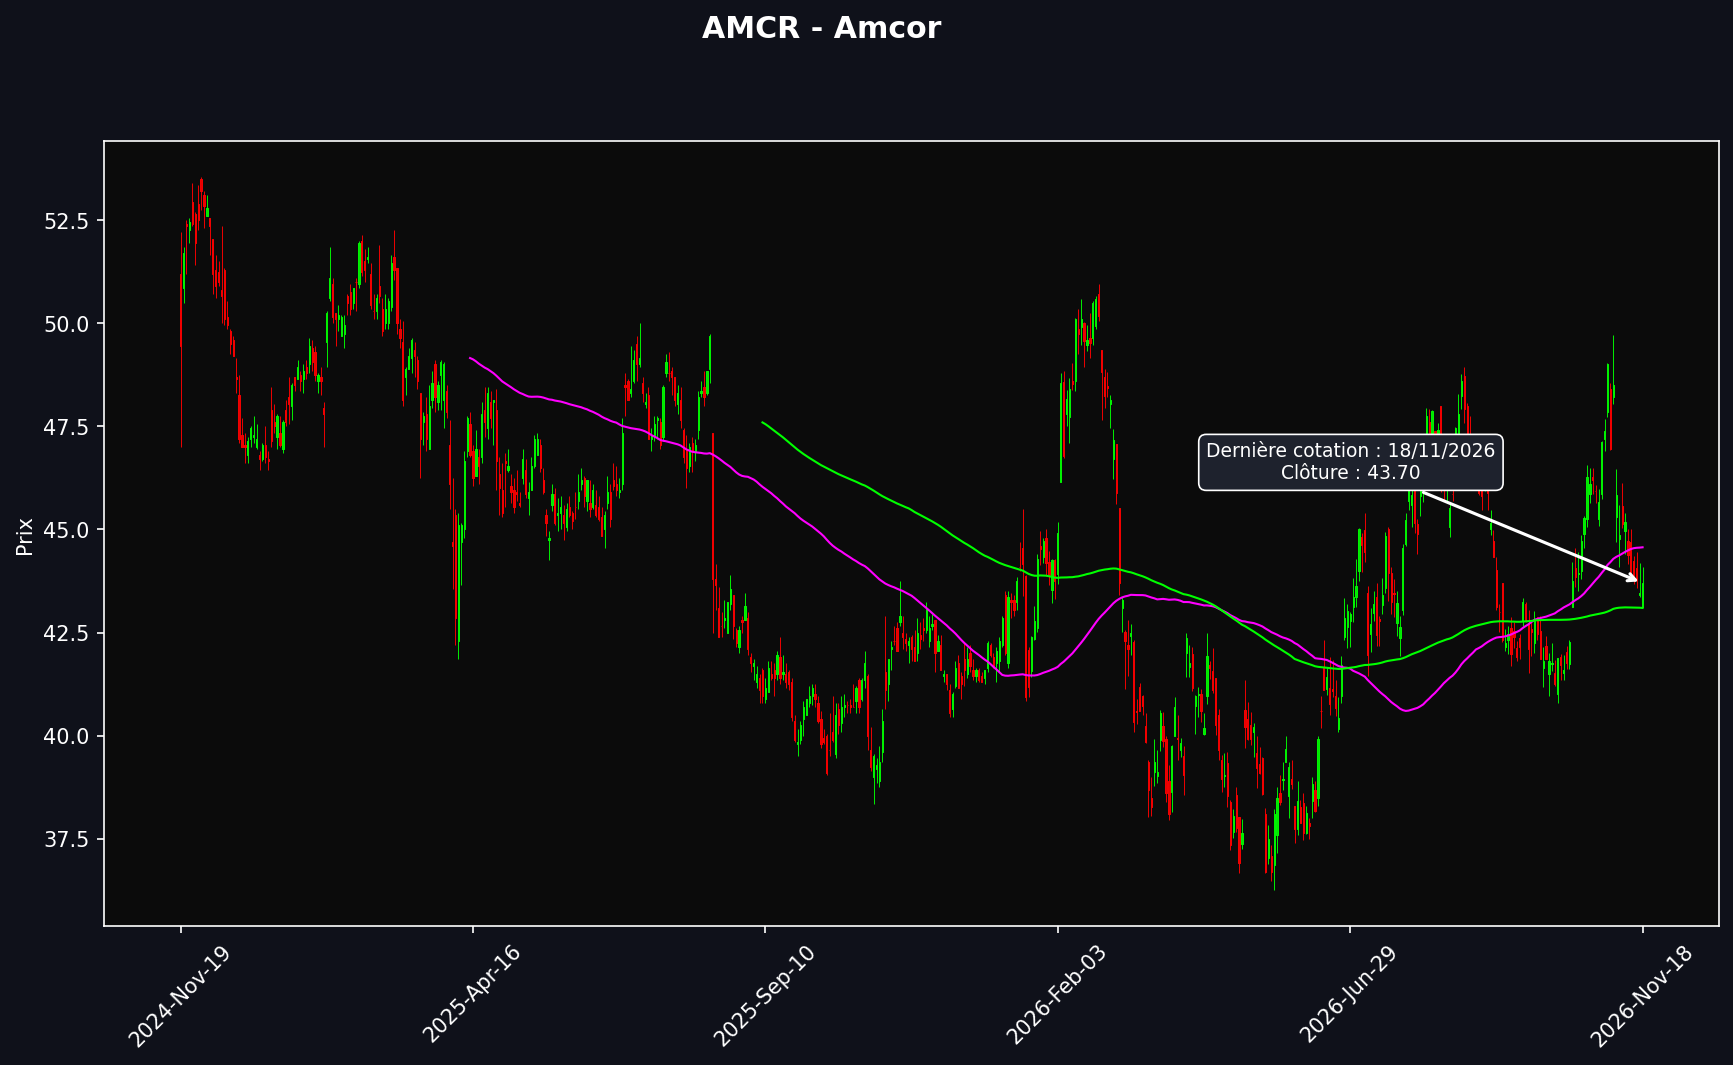 AMCR - Amcor
52.5
50.0
47.5
45.0
42.5
40.0
37.5
Prix
Dernière cotation : 18/11/2026
Clôture : 43.70
2024-Nov-19
2025-Apr-16
2025-Sep-10
2026-Feb-03
2026-Jun-29
2026-Nov-18